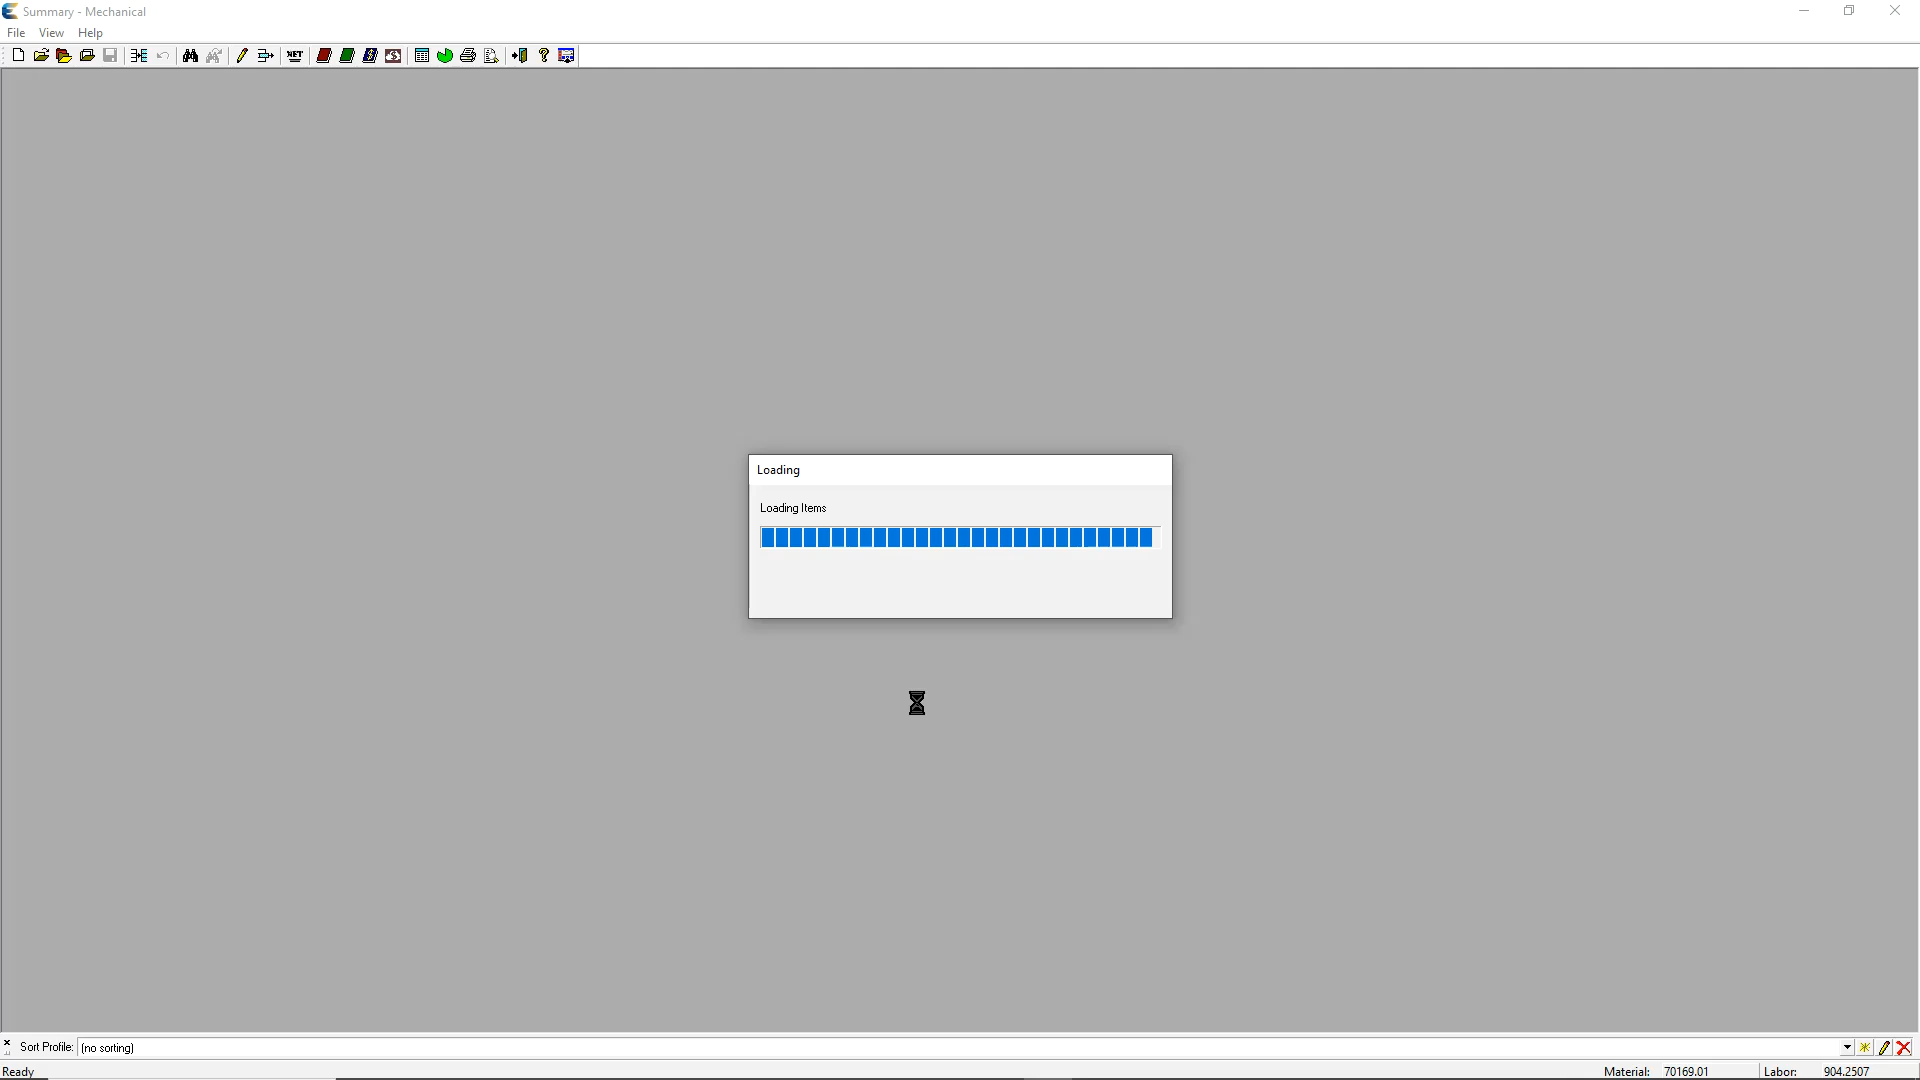 Summary - Mechanical
File View Help
NET
Loading
Loading Items
Sort Profile: (no sorting)
Ready Material: 70169.01 Labor: 904.2507